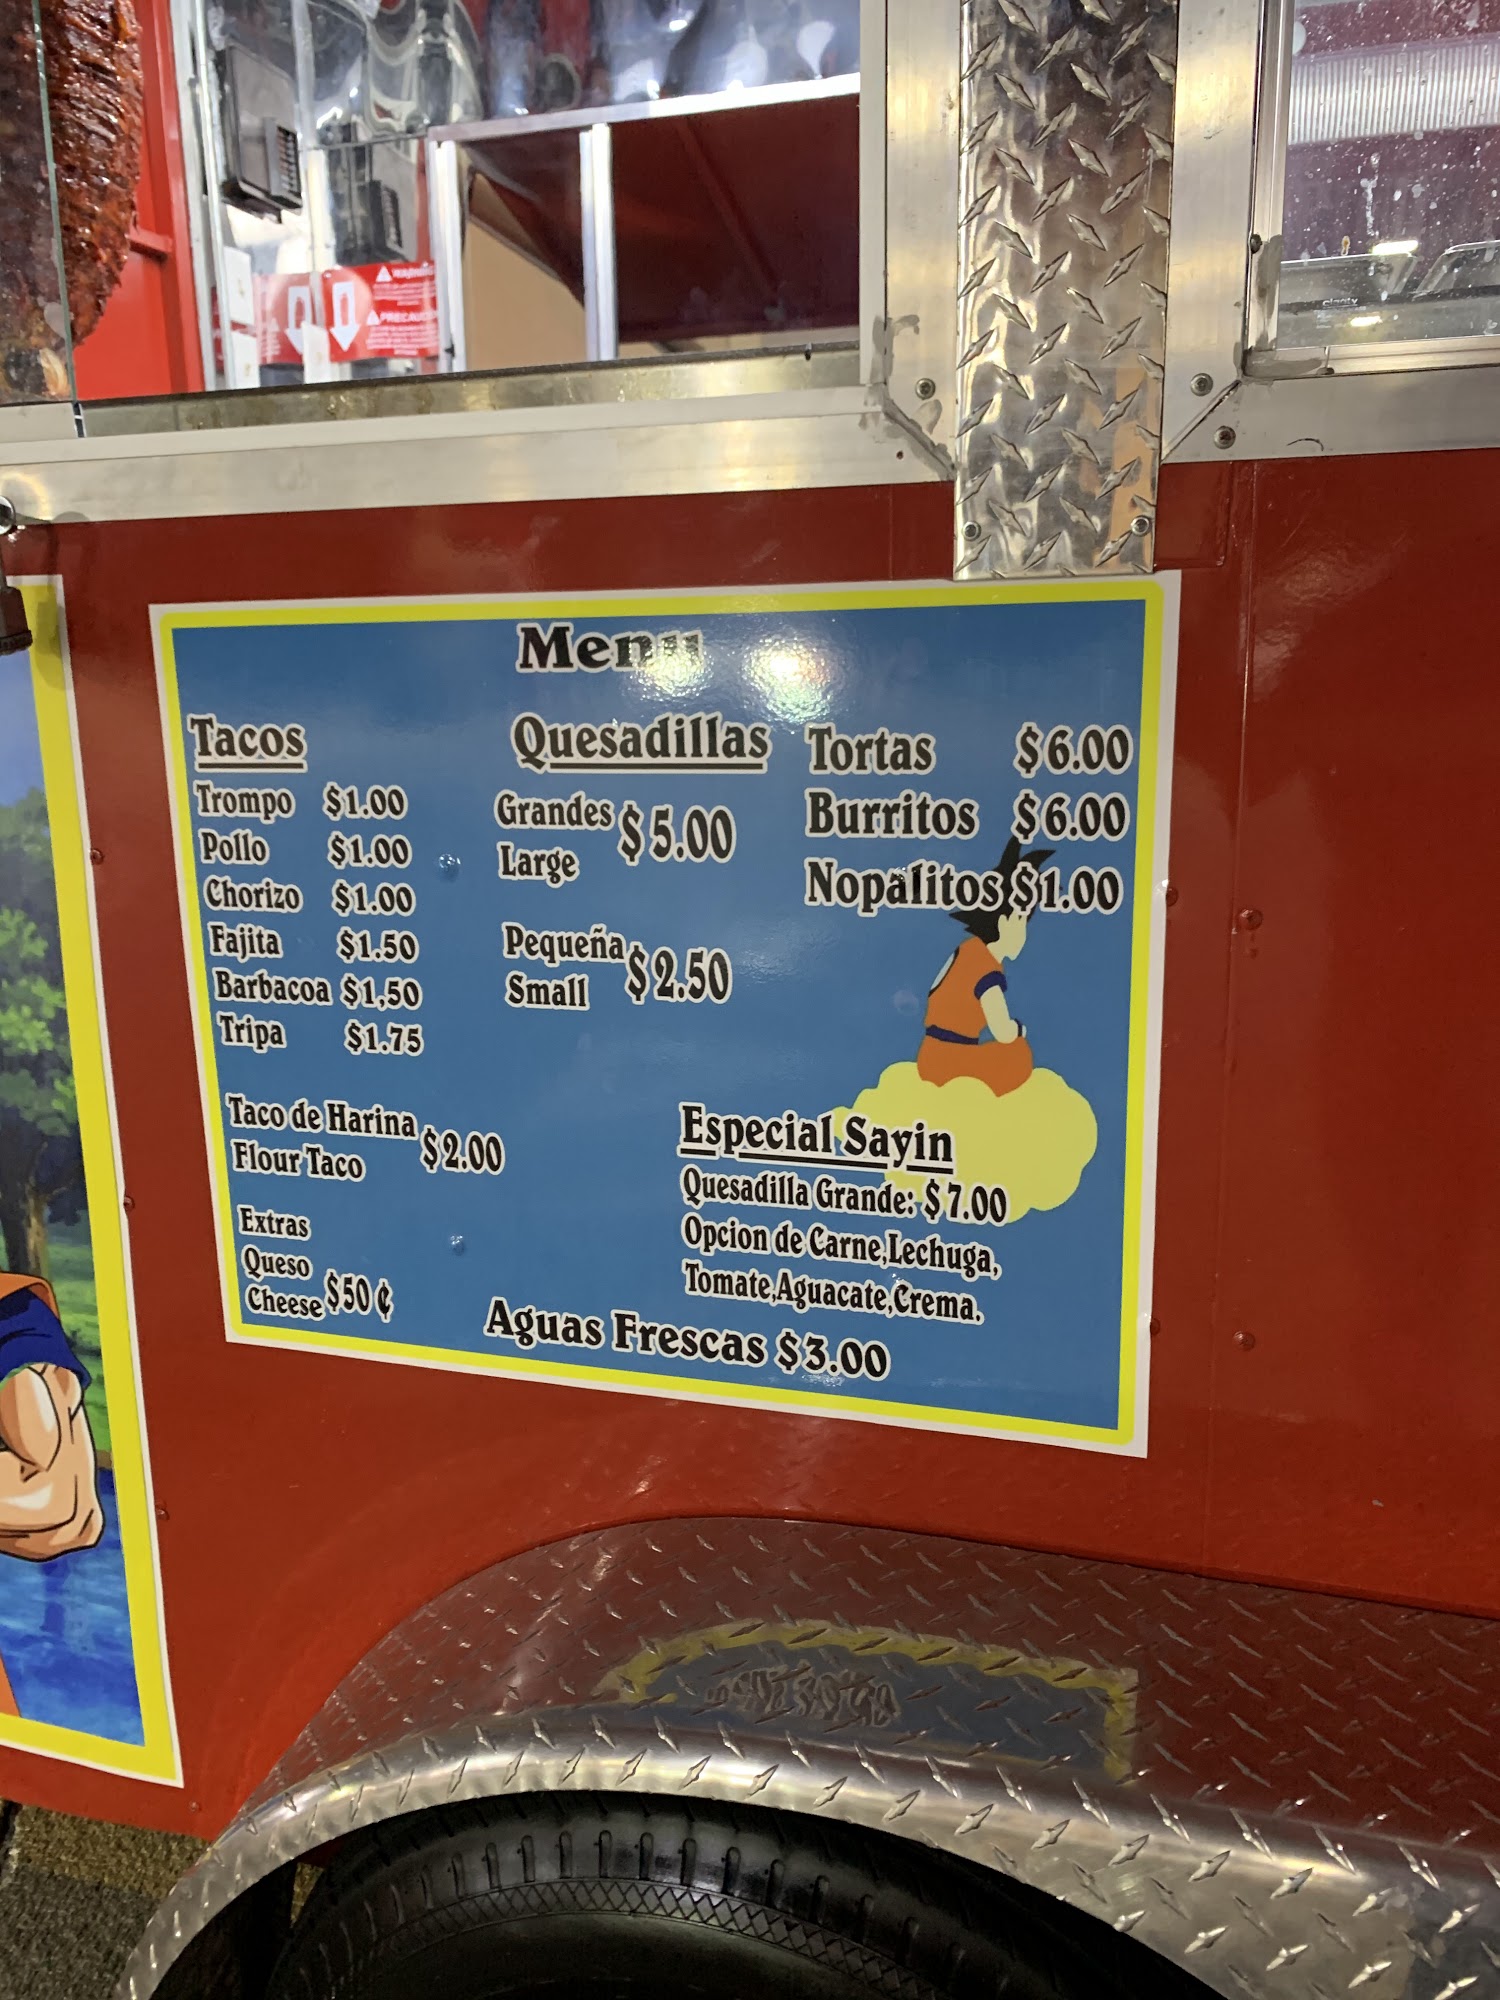 WARNING
PRECAUC
Menu
Tacos
Trompo $1.00
Pollo $1.00
Chorizo $1.00
Fajita $1.50
Barbacoa $1,50
Tripa $1.75
Taco de Harina
Flour Taco $2.00
Extras
Queso
Cheese $50¢
Quesadillas
Grandes
Large $5.00
Pequeña
Small $2.50
Tortas $6.00
Burritos $6.00
Nopalitos $1.00
Especial Sayin
Quesadilla Grande: $7.00
Opcion de Carne,Lechuga,
Tomate,Aguacate,Crema.
Aguas Frescas $3.00